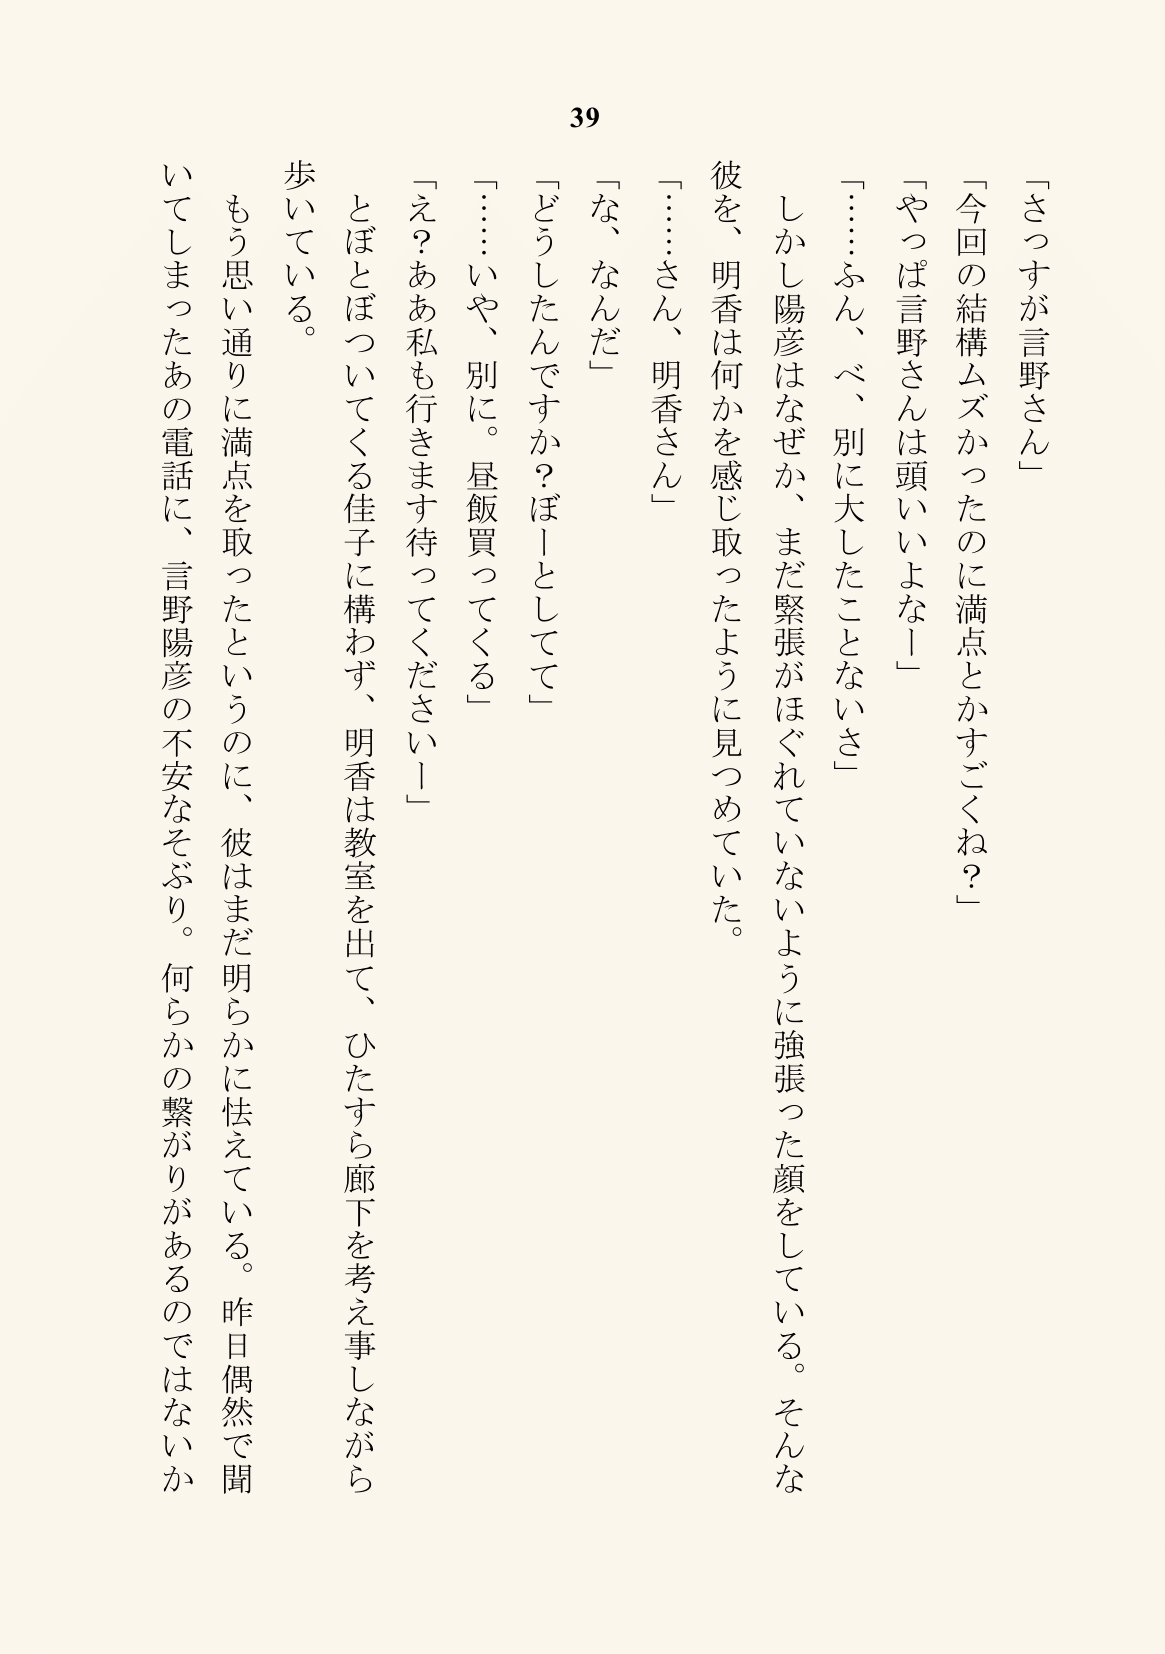 39
「さっすが言野さん」
「今回の結構ムズかったのに満点とかすごくね？」
「やっぱ言野さんは頭いいよなー」
「……ふん、べ、別に大したことないさ」
　しかし陽彦はなぜか、まだ緊張がほぐれていないように強張った顔をしている。そんな
彼を、明香は何かを感じ取ったように見つめていた。
「……さん、明香さん」
「な、なんだ」
「どうしたんですか？ぼーとしてて」
「……いや、別に。昼飯買ってくる」
「え？ああ私も行きます待ってくださいー」
　とぼとぼついてくる佳子に構わず、明香は教室を出て、ひたすら廊下を考え事しながら
歩いている。
　もう思い通りに満点を取ったというのに、彼はまだ明らかに怯えている。昨日偶然で聞
いてしまったあの電話に、言野陽彦の不安なそぶり。何らかの繋がりがあるのではないか